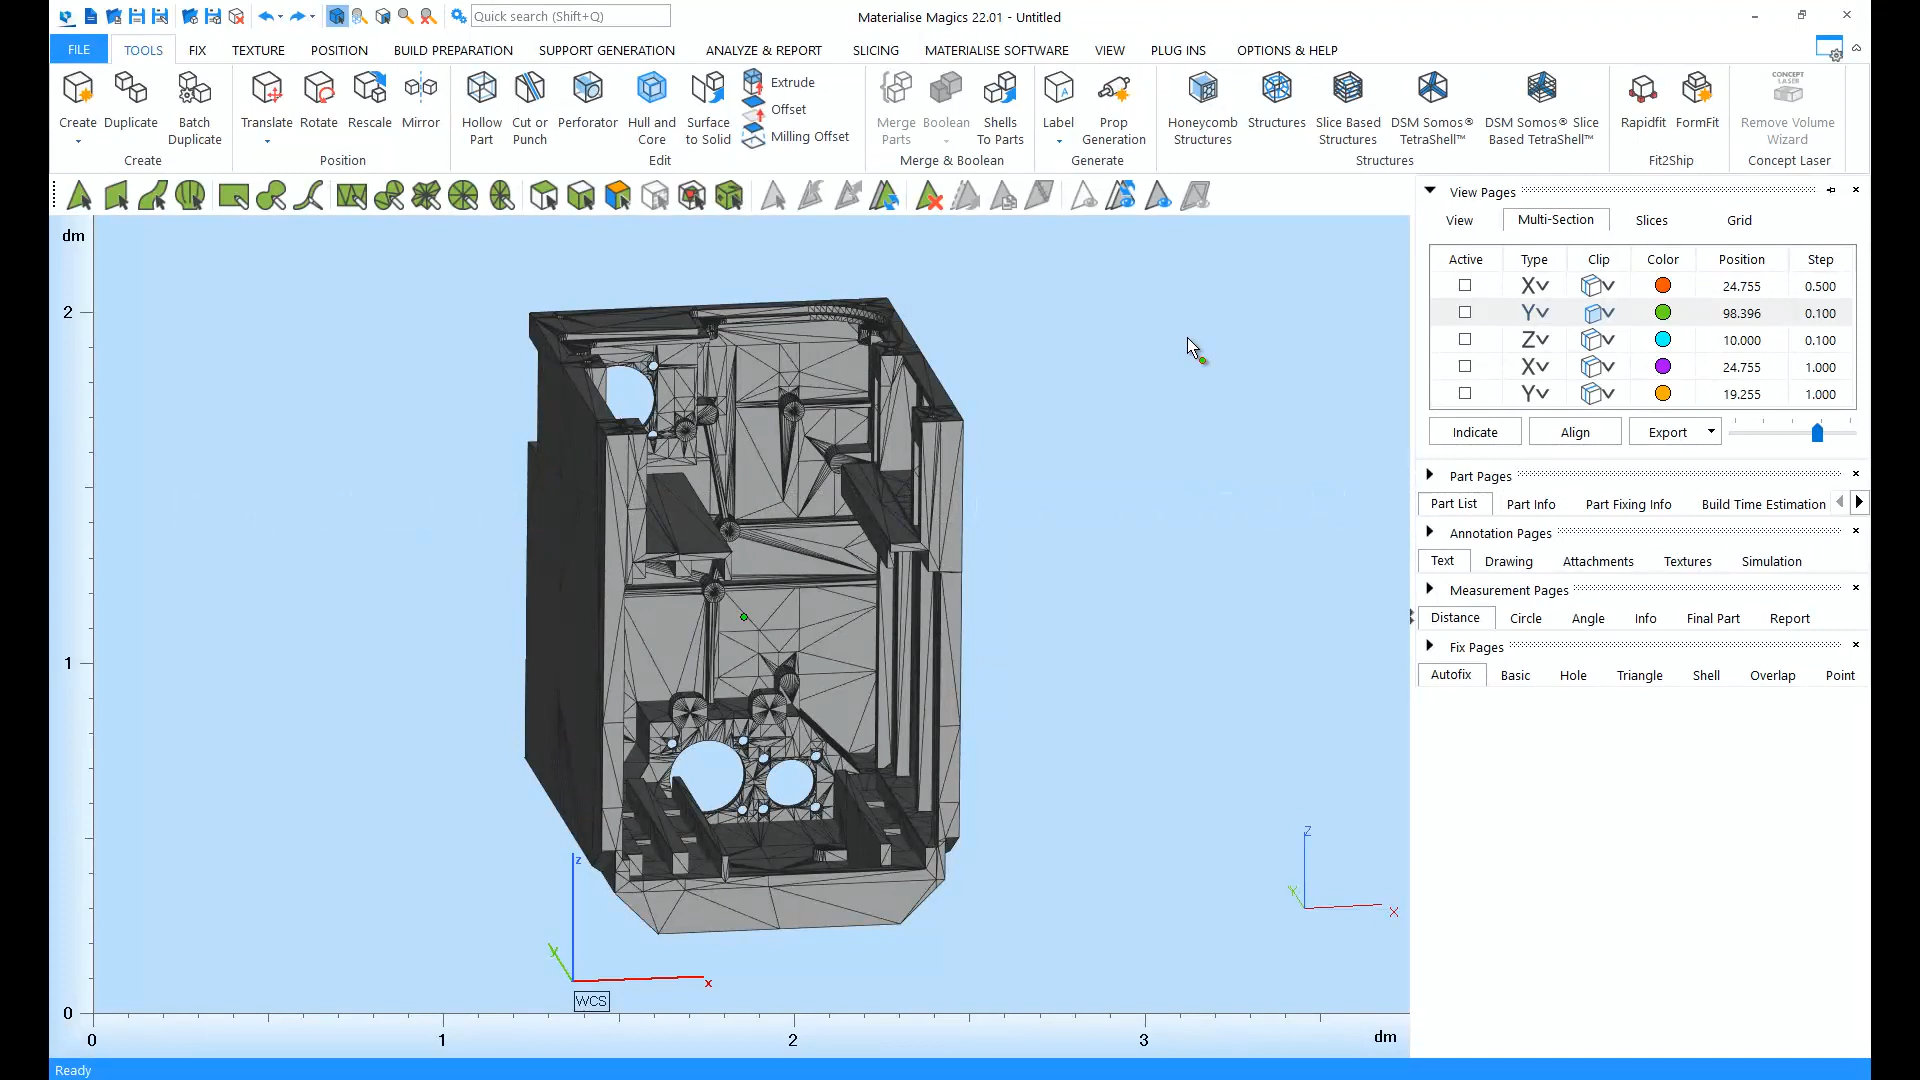 Quick search (Shift+Q)
Materialise Magics 22.01 - Untitled
FILE TOOLS FIX TEXTURE POSITION BUILD PREPARATION SUPPORT GENERATION ANALYZE & REPORT SLICING MATERIALISE SOFTWARE VIEW PLUG INS OPTIONS & HELP
Create Duplicate Batch Duplicate
Create
Translate Rotate Rescale Mirror
Position
Hollow Part Cut or Punch Perforator Hull and Core Surface to Solid
Extrude
Offset
Milling Offset
Edit
Merge Parts Boolean Shells To Parts
Merge & Boolean
Label Prop Generation
Generate
Honeycomb Structures Structures Slice Based Structures DSM Somos® TetraShell™ DSM Somos® Slice Based TetraShell™
Structures
Rapidfit FormFit
Fit2Ship
CONCEPT LASER
Remove Volume Wizard
Concept Laser
View Pages
View Multi-Section Slices Grid
Active Type Clip Color Position Step
X 24.755 0.500
Y 98.396 0.100
Z 10.000 0.100
X 24.755 1.000
Y 19.255 1.000
Indicate Align Export
Part Pages
Part List Part Info Part Fixing Info Build Time Estimation
Annotation Pages
Text Drawing Attachments Textures Simulation
Measurement Pages
Distance Circle Angle Info Final Part Report
Fix Pages
Autofix Basic Hole Triangle Shell Overlap Point
dm
2
1
0
0 1 2 3 dm
z
y
x
WCS
Z
Y
X
Ready